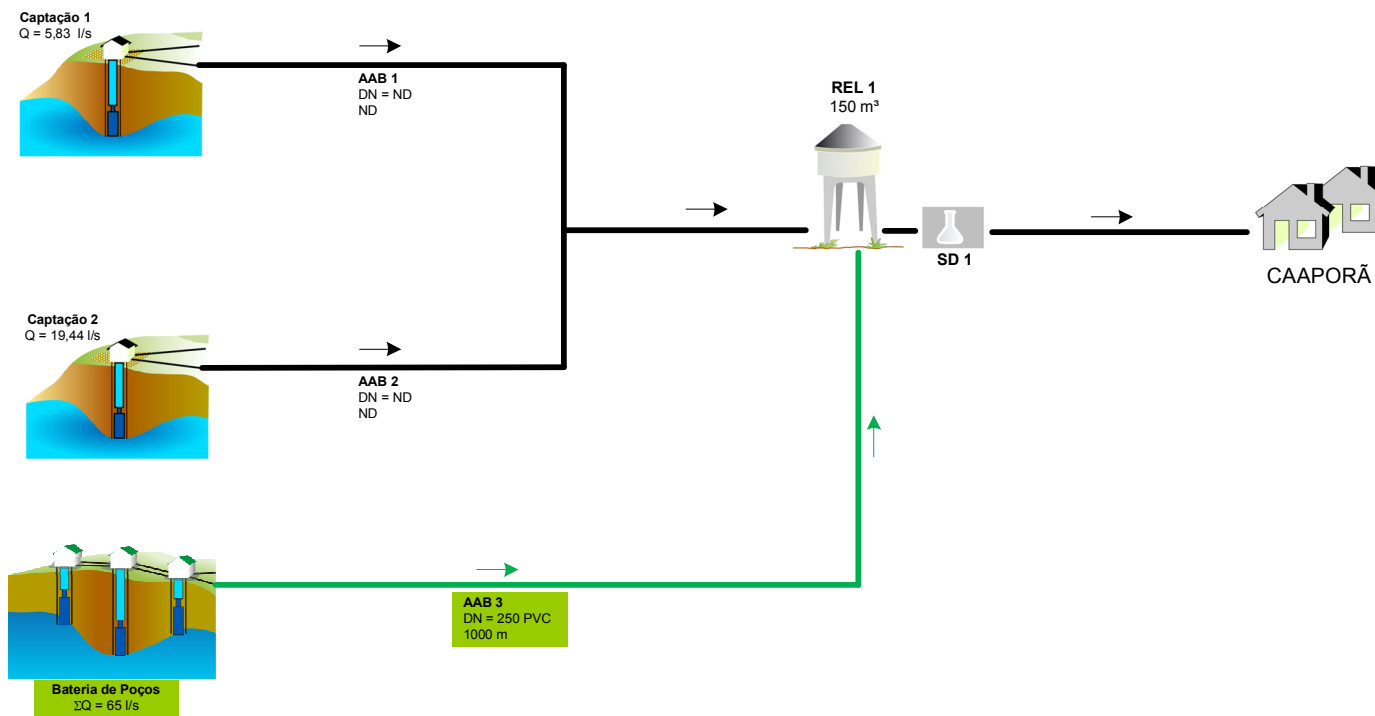 Captação 1
Q = 5,83 l/s
AAB 1
DN = ND
ND
REL 1
150 m³
SD 1
CAAPORÃ
Captação 2
Q = 19,44 l/s
AAB 2
DN = ND
ND
AAB 3
DN = 250 PVC
1000 m
Bateria de Poços
ΣQ = 65 l/s